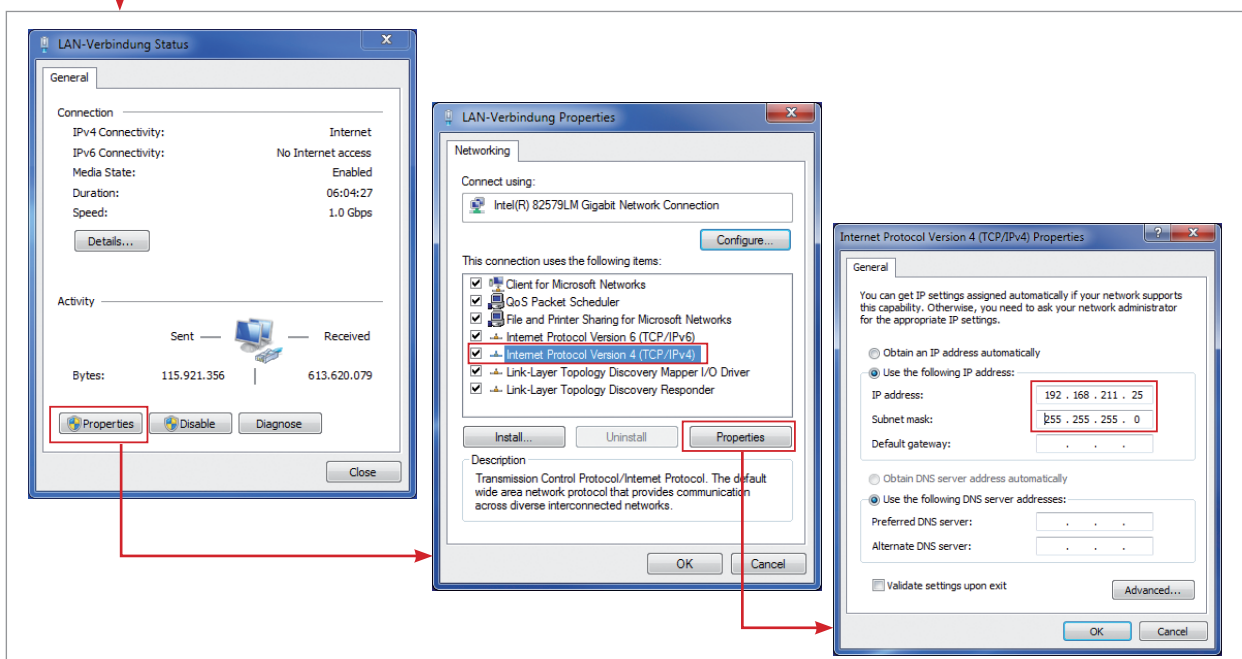 LAN-Verbindung Status
General
Connection
IPv4 Connectivity: Internet
IPv6 Connectivity: No Internet access
Media State: Enabled
Duration: 06:04:27
Speed: 1.0 Gbps
Details...
Activity
Sent Received
Bytes: 115.921.356 613.620.079
Properties Disable Diagnose
Close
LAN-Verbindung Properties
Networking
Connect using:
Intel(R) 82579LM Gigabit Network Connection
Configure...
This connection uses the following items:
Client for Microsoft Networks
QoS Packet Scheduler
File and Printer Sharing for Microsoft Networks
Internet Protocol Version 6 (TCP/IPv6)
Internet Protocol Version 4 (TCP/IPv4)
Link-Layer Topology Discovery Mapper I/O Driver
Link-Layer Topology Discovery Responder
Install... Uninstall Properties
Description
Transmission Control Protocol/Internet Protocol. The default
wide area network protocol that provides communication
across diverse interconnected networks.
OK Cancel
Internet Protocol Version 4 (TCP/IPv4) Properties
General
You can get IP settings assigned automatically if your network supports
this capability. Otherwise, you need to ask your network administrator
for the appropriate IP settings.
Obtain an IP address automatically
Use the following IP address:
IP address: 192 . 168 . 211 . 25
Subnet mask: 255 . 255 . 255 . 0
Default gateway: . . .
Obtain DNS server address automatically
Use the following DNS server addresses:
Preferred DNS server: . . .
Alternate DNS server: . . .
Validate settings upon exit
Advanced...
OK Cancel